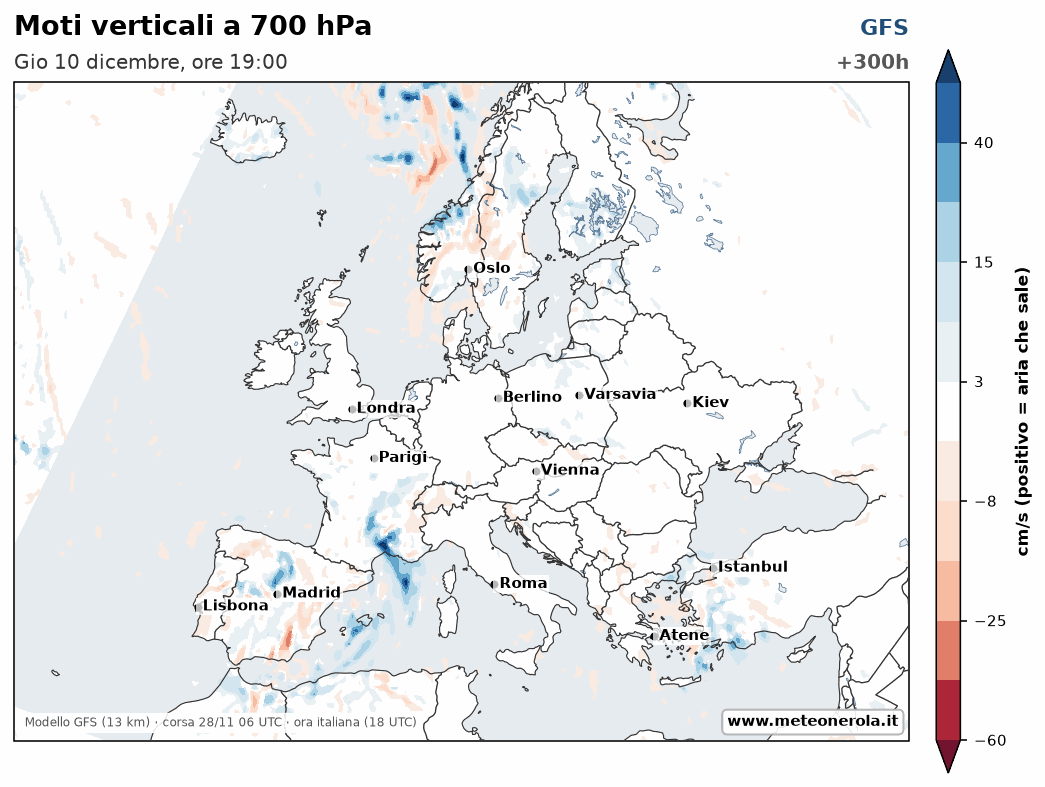 Moti verticali a 700 hPa
GFS
Gio 10 dicembre, ore 19:00
+300h
40
15
3
−8
−25
−60
cm/s (positivo = aria che sale)
Oslo
Berlino
Varsavia
Kiev
Londra
Parigi
Vienna
Istanbul
Roma
Madrid
Lisbona
Atene
Modello GFS (13 km) · corsa 28/11 06 UTC · ora italiana (18 UTC)
www.meteonerola.it